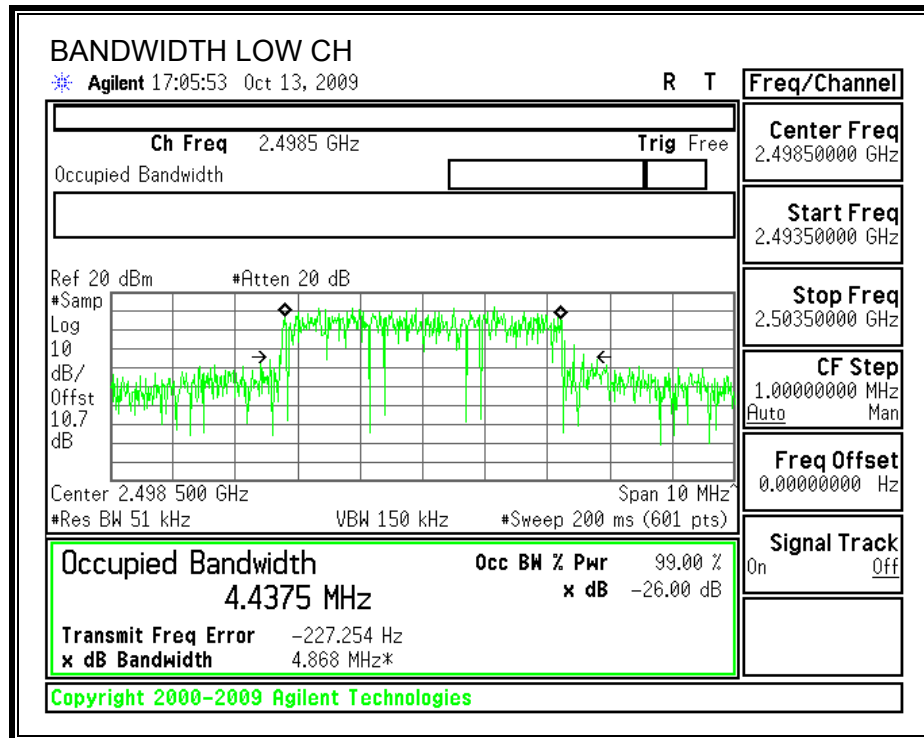 BANDWIDTH LOW CH
Agilent 17:05:53 Oct 13, 2009 R T
Ch Freq 2.4985 GHz Trig Free
Occupied Bandwidth
Ref 20 dBm #Atten 20 dB
#Samp
Log
10
dB/
Offst
10.7
dB
Center 2.498 500 GHz Span 10 MHz^
#Res BW 51 kHz VBW 150 kHz #Sweep 200 ms (601 pts)
Occupied Bandwidth Occ BW % Pwr 99.00 %
4.4375 MHz x dB -26.00 dB
Transmit Freq Error -227.254 Hz
x dB Bandwidth 4.868 MHz*
Copyright 2000-2009 Agilent Technologies
Freq/Channel
Center Freq
2.49850000 GHz
Start Freq
2.49350000 GHz
Stop Freq
2.50350000 GHz
CF Step
1.00000000 MHz
Auto Man
Freq Offset
0.00000000 Hz
Signal Track
On Off